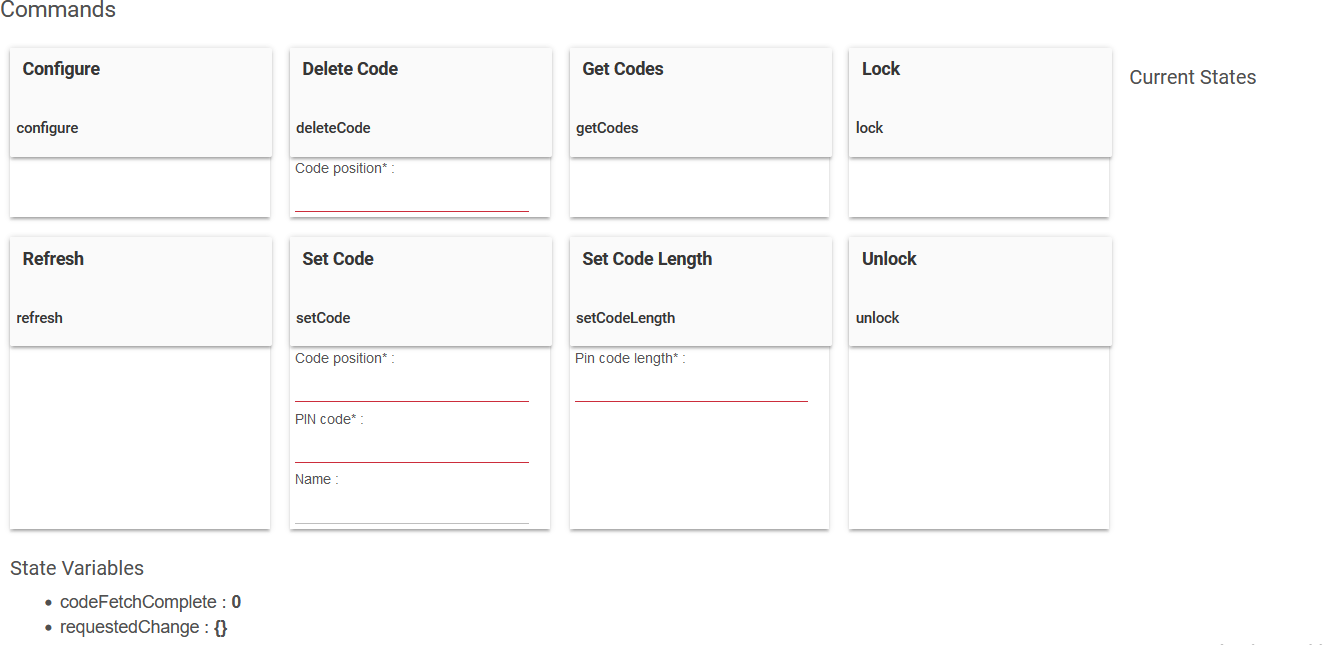 Commands
Configure
configure
Delete Code
deleteCode
Code position* :
Get Codes
getCodes
Lock
lock
Current States
Refresh
refresh
Set Code
setCode
Code position* :
PIN code* :
Name :
Set Code Length
setCodeLength
Pin code length* :
Unlock
unlock
State Variables
• codeFetchComplete : 0
• requestedChange : {}